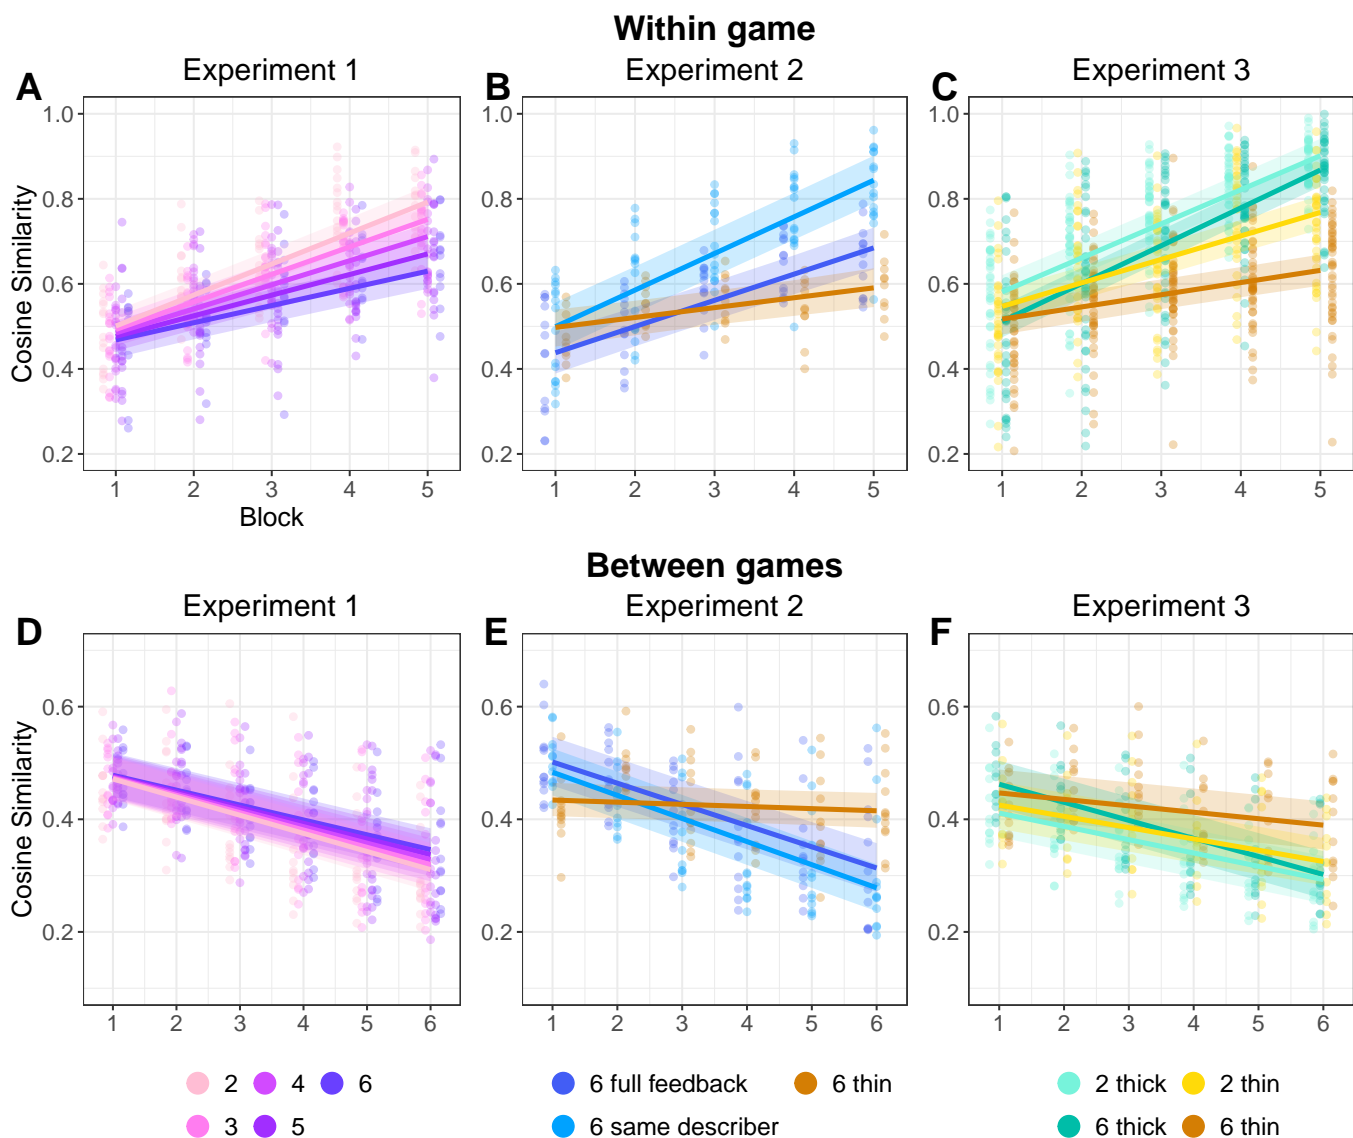 Within game
A Experiment 1
B Experiment 2
C Experiment 3
Cosine Similarity
1.0
0.8
0.6
0.4
0.2
1 2 3 4 5
Block
1.0
0.8
0.6
0.4
0.2
1 2 3 4 5
1.0
0.8
0.6
0.4
0.2
1 2 3 4 5
Between games
D Experiment 1
E Experiment 2
F Experiment 3
Cosine Similarity
0.6
0.4
0.2
1 2 3 4 5 6
0.6
0.4
0.2
1 2 3 4 5 6
0.6
0.4
0.2
1 2 3 4 5 6
2 4 6
3 5
6 full feedback 6 thin
6 same describer
2 thick 2 thin
6 thick 6 thin